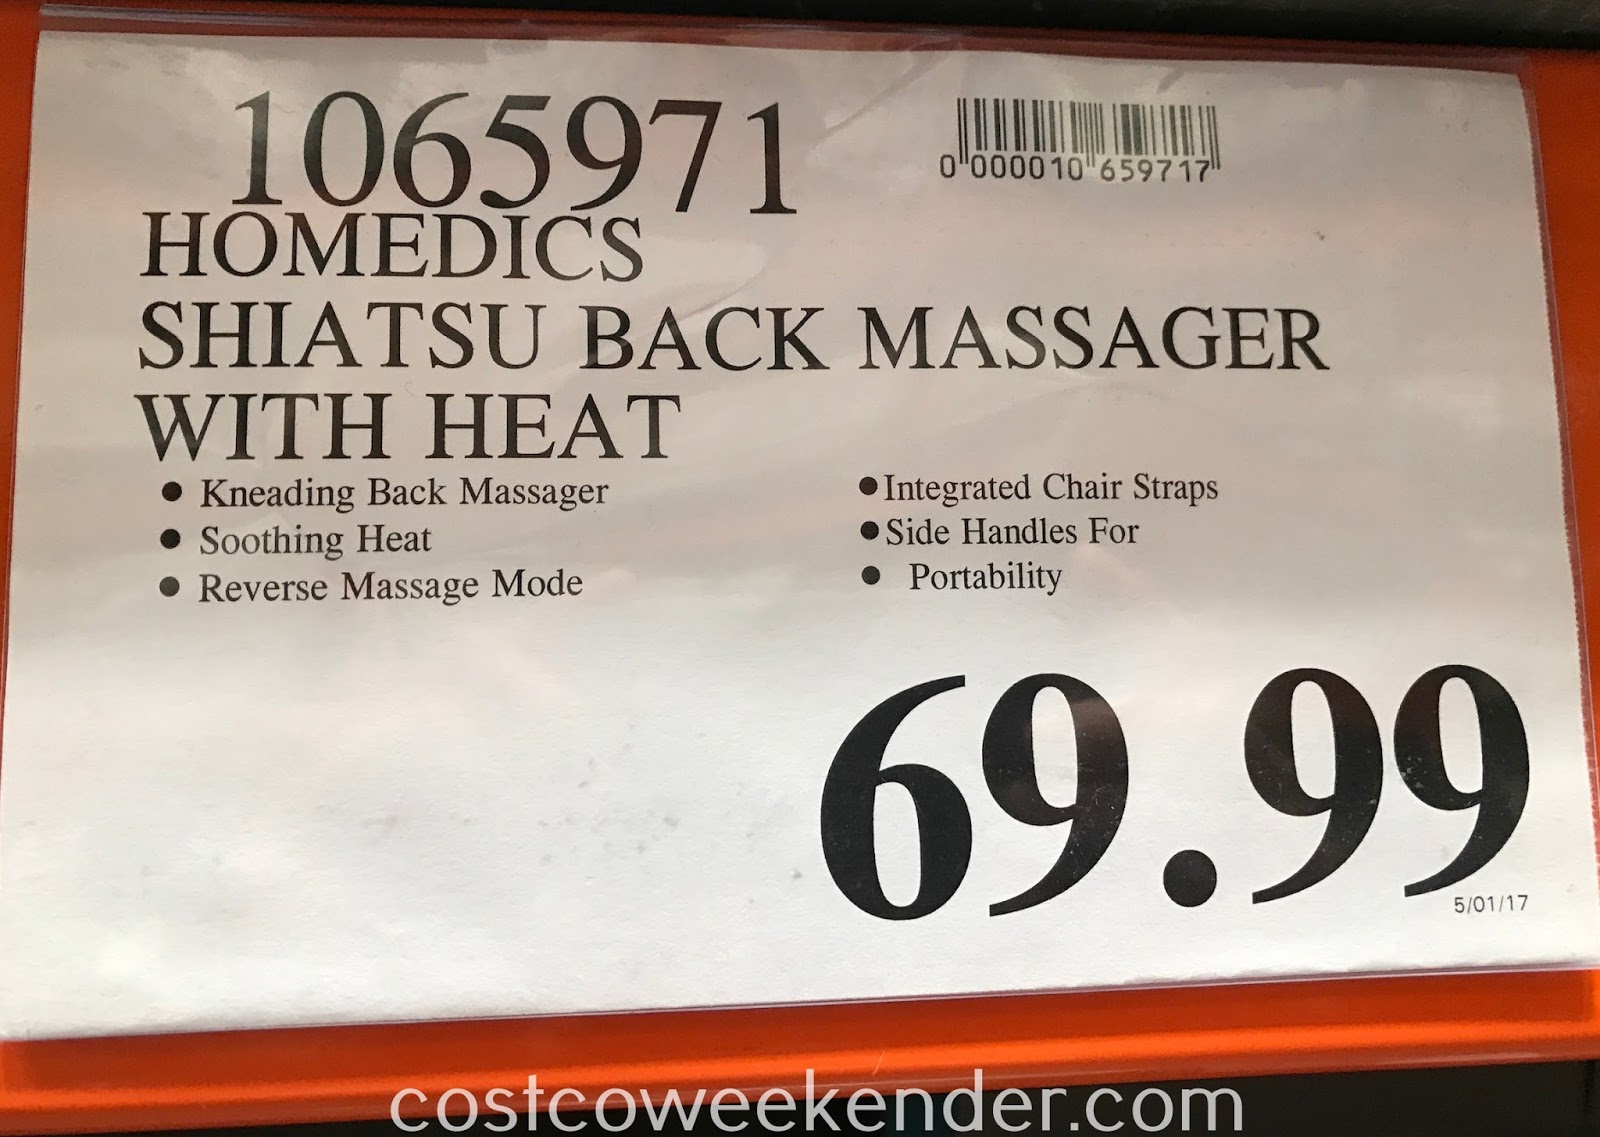 1065971
0 000010 659717
HOMEDICS
SHIATSU BACK MASSAGER
WITH HEAT
● Kneading Back Massager
● Soothing Heat
● Reverse Massage Mode
● Integrated Chair Straps
● Side Handles For
● Portability
69.99
5/01/17
costcoweekender.com